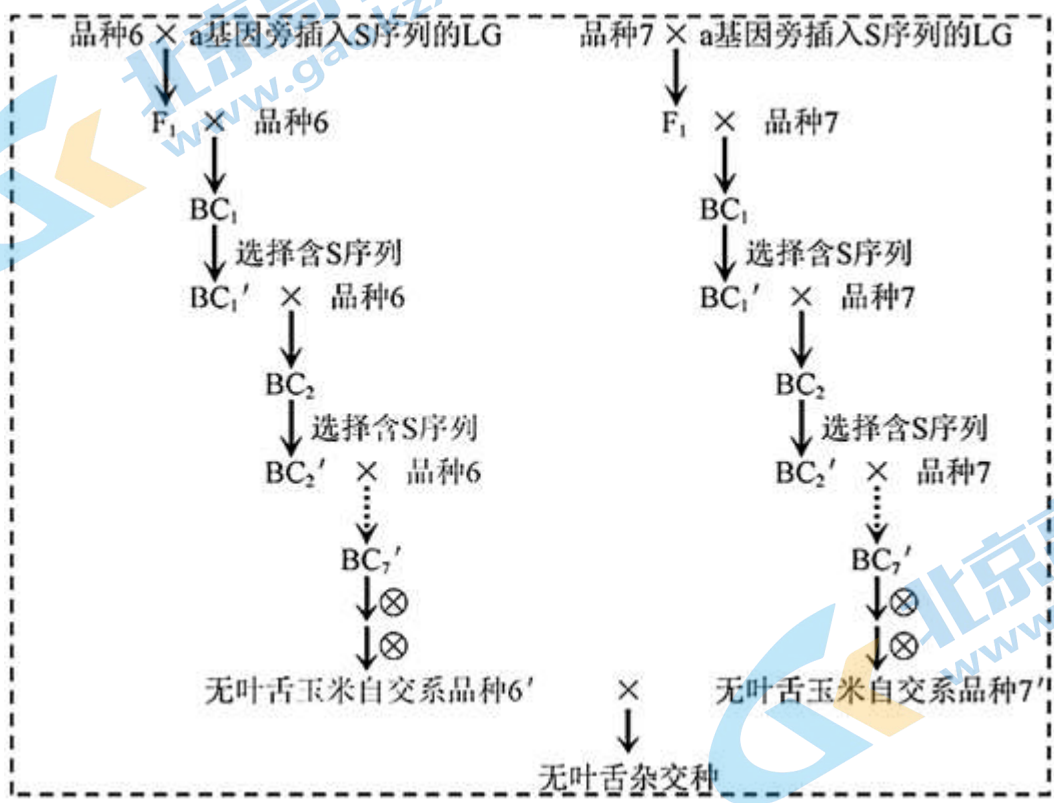 品种6 × a基因旁插入S序列的LG
品种7 × a基因旁插入S序列的LG
F₁ × 品种6
F₁ × 品种7
BC₁
BC₁
选择含S序列
选择含S序列
BC₁′ × 品种6
BC₁′ × 品种7
BC₂
BC₂
选择含S序列
选择含S序列
BC₂′ × 品种6
BC₂′ × 品种7
BC₇′
BC₇′
⊗
⊗
⊗
⊗
无叶舌玉米自交系品种6′ × 无叶舌玉米自交系品种7′
无叶舌杂交种